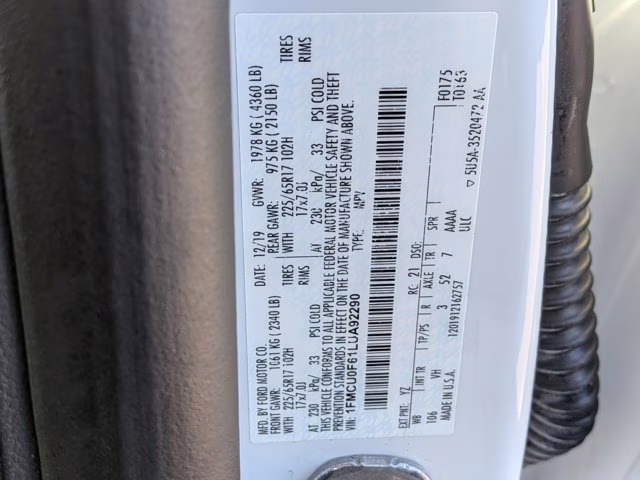 MFD. BY FORD MOTOR CO.
12/19
GVWR: 1978 KG ( 4360 LB)
FRONT GAWR: 1061 KG ( 2340 LB)
REAR GAWR: 975 KG ( 2150 LB)
225/65R17 102H TIRES
WITH 225/65R17 102H TIRES
17x7.0J RIMS
17x7.0J RIMS
AT 230 kPa/ 33 PSI COLD
AT 230 kPa/ 33 PSI COLD
THIS VEHICLE CONFORMS TO ALL APPLICABLE FEDERAL MOTOR VEHICLE SAFETY AND THEFT
PREVENTION STANDARDS IN EFFECT ON THE DATE OF MANUFACTURE SHOWN ABOVE.
VIN: 1FMCU0F61LUA92290
TYPE: MPV
F0175
T0163
EXT PNT: YZ RC: 21 DSO:
WB INT TR TP/PS R AXLE TR SPR
106 VH 3 52 7 AAAA
MADE IN U.S.A. 1201912162757 ULC
5U5A-3520472 AA